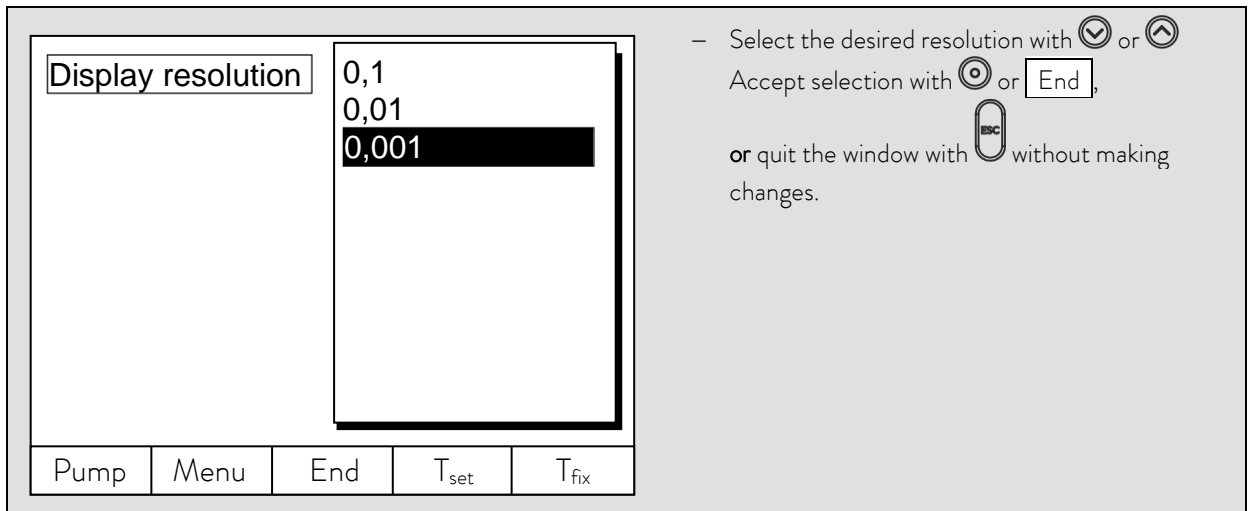 Display resolution
0,1
0,01
0,001
Pump Menu End Tset Tfix
– Select the desired resolution with or
Accept selection with or End ,
ESC
or quit the window with without making
changes.